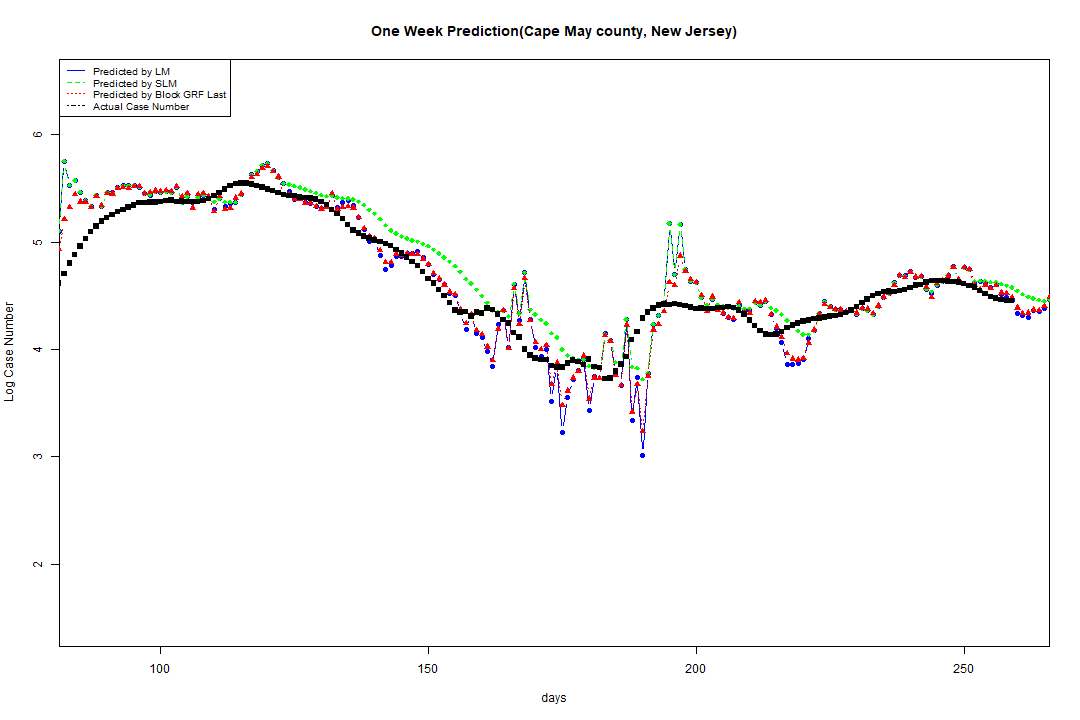 One Week Prediction(Cape May county, New Jersey)
Predicted by LM
Predicted by SLM
Predicted by Block GRF Last
Actual Case Number
6
5
4
3
2
Log Case Number
100 150 200 250
days